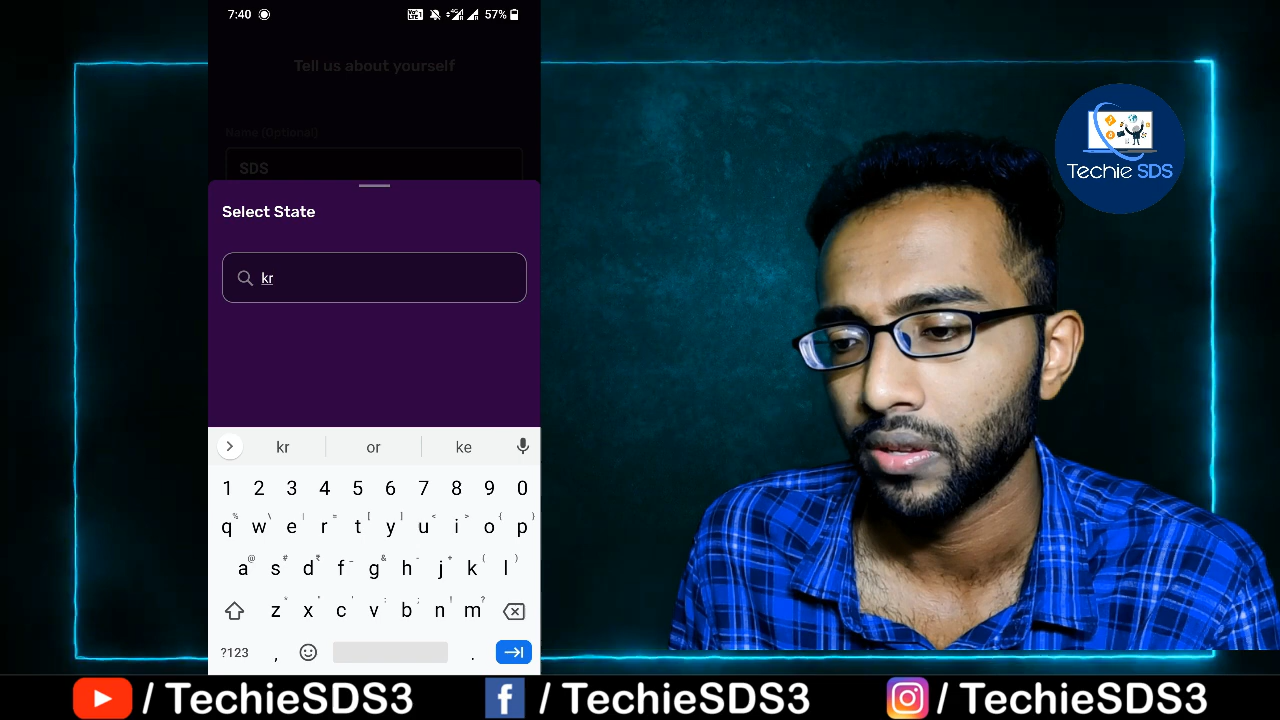 7:40
57%
Tell us about yourself
Name (Optional)
SDS
Select State
kr
kr or ke
1 2 3 4 5 6 7 8 9 0
q w e r t y u i o p
a s d f g h j k l
z x c v b n m
?123 , .
Techie SDS
/ TechieSDS3 / TechieSDS3 / TechieSDS3